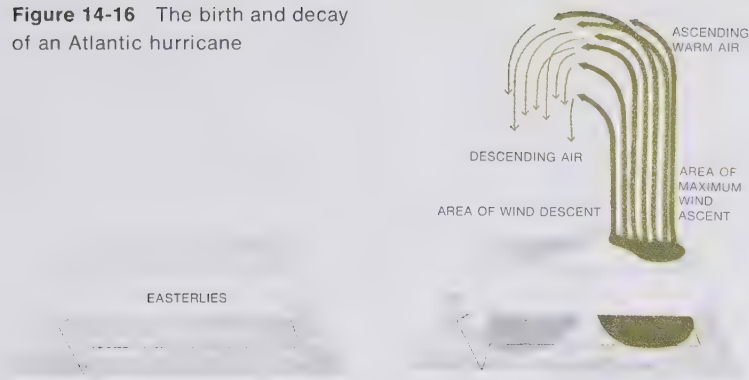 Figure 14-16 The birth and decay
of an Atlantic hurricane
ASCENDING
WARM AIR
DESCENDING AIR
AREA OF
MAXIMUM
WIND
ASCENT
AREA OF WIND DESCENT
EASTERLIES